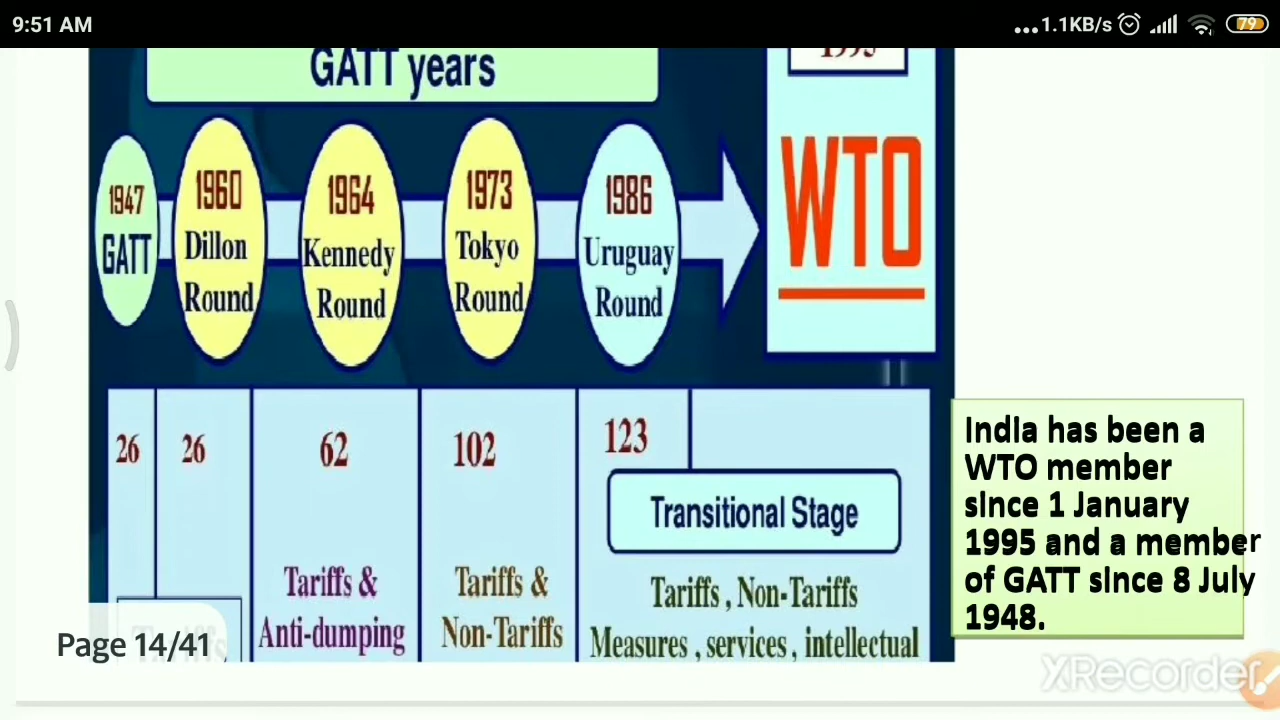 9:51 AM
...1.1KB/s
79
GATT years
1995
WTO
1947
GATT
1960
Dillon
Round
1964
Kennedy
Round
1973
Tokyo
Round
1986
Uruguay
Round
26
26
62
102
123
Transitional Stage
Tariffs &
Anti-dumping
Tariffs &
Non-Tariffs
Tariffs , Non-Tariffs
Measures , services , intellectual
Tariffs
Page 14/41
India has been a
WTO member
since 1 January
1995 and a member
of GATT since 8 July
1948.
XRecorder